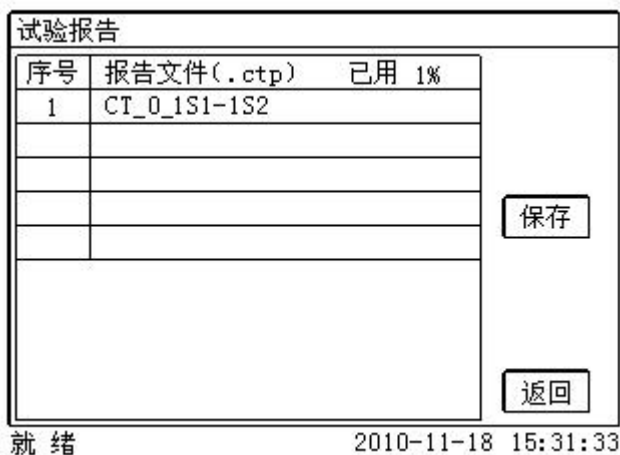 试验报告
序号 报告文件(.ctp) 已用 1%
1 CT_0_1S1-1S2
保存
返回
就 绪 2010-11-18 15:31:33